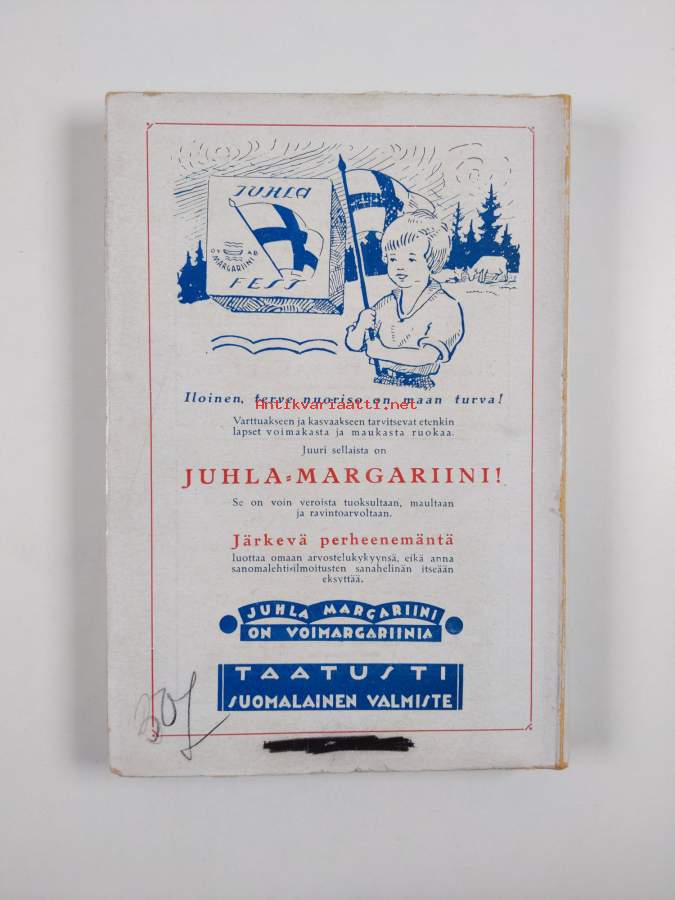 JUHLA
OY AB
MARGARIINI
FEST
Iloinen, terve nuoriso on maan turva!
Antikvariaatti.net
Varttuakseen ja kasvaakseen tarvitsevat etenkin
lapset voimakasta ja maukasta ruokaa.
Juuri sellaista on
JUHLA-MARGARIINI!
Se on voin veroista tuoksultaan, maultaan
ja ravintoarvoltaan.
Järkevä perheenemäntä
luottaa omaan arvostelukykyynsä, eikä anna
sanomalehti-ilmoitusten sanahelinän itseään
eksyttää.
JUHLA MARGARIINI
ON VOIMARGARIINIA
TAATUSTI
SUOMALAINEN VALMISTE